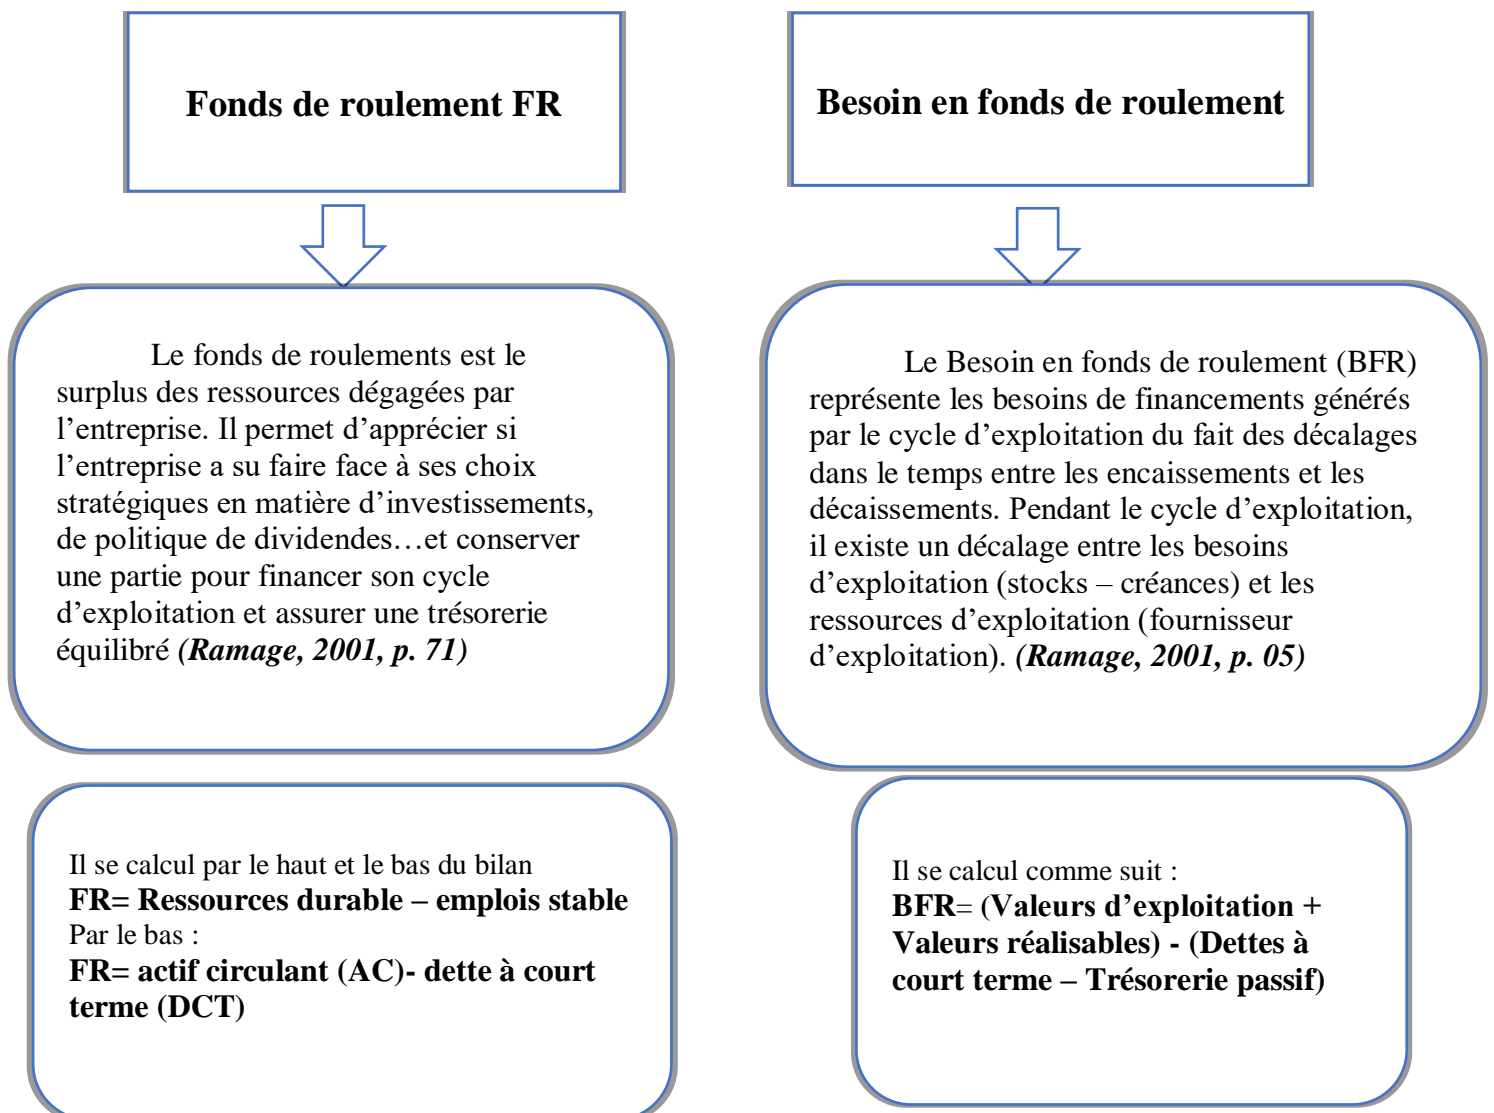 Fonds de roulement FR
Besoin en fonds de roulement
Le fonds de roulements est le
surplus des ressources dégagées par
l’entreprise. Il permet d’apprécier si
l’entreprise a su faire face à ses choix
stratégiques en matière d’investissements,
de politique de dividendes…et conserver
une partie pour financer son cycle
d’exploitation et assurer une trésorerie
équilibré (Ramage, 2001, p. 71)
Le Besoin en fonds de roulement (BFR)
représente les besoins de financements générés
par le cycle d’exploitation du fait des décalages
dans le temps entre les encaissements et les
décaissements. Pendant le cycle d’exploitation,
il existe un décalage entre les besoins
d’exploitation (stocks – créances) et les
ressources d’exploitation (fournisseur
d’exploitation). (Ramage, 2001, p. 05)
Il se calcul par le haut et le bas du bilan
FR= Ressources durable – emplois stable
Par le bas :
FR= actif circulant (AC)- dette à court
terme (DCT)
Il se calcul comme suit :
BFR= (Valeurs d’exploitation +
Valeurs réalisables) - (Dettes à
court terme – Trésorerie passif)